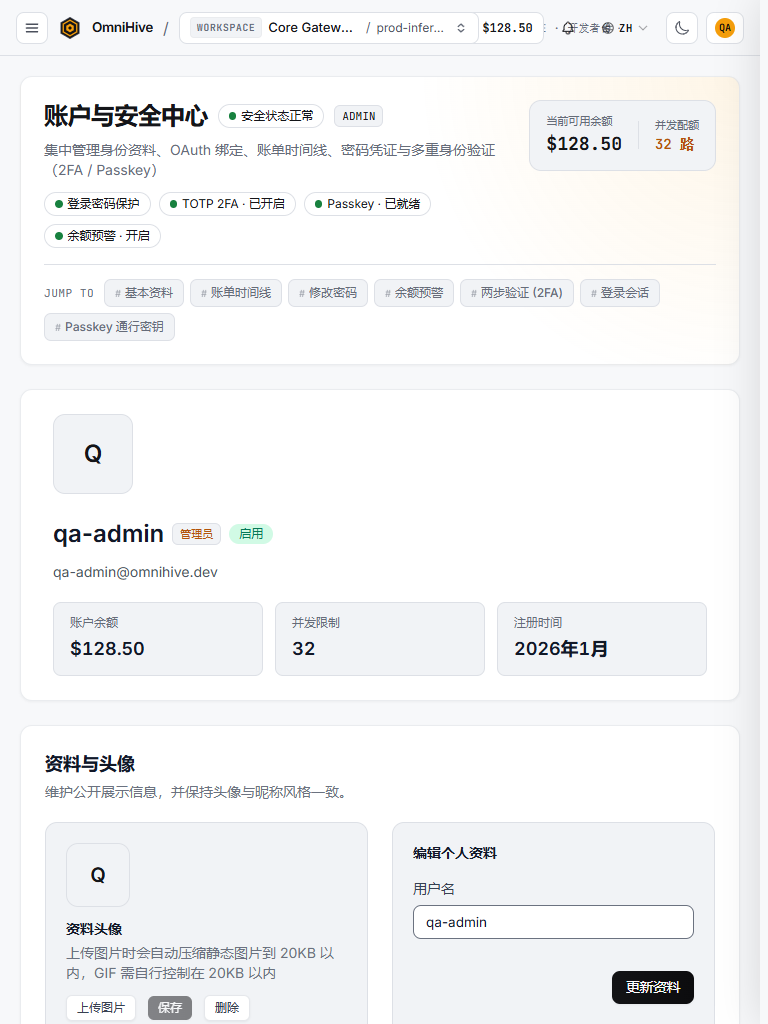 OmniHive / WORKSPACE Core Gatew... / prod-infer... $128.50 · 开发者 ZH QA
账户与安全中心 安全状态正常 ADMIN
集中管理身份资料、OAuth 绑定、账单时间线、密码凭证与多重身份验证
（2FA / Passkey）
当前可用余额 并发配额
$128.50 32 路
登录密码保护 TOTP 2FA · 已开启 Passkey · 已就绪
余额预警 · 开启
JUMP TO # 基本资料 # 账单时间线 # 修改密码 # 余额预警 # 两步验证 (2FA) # 登录会话
# Passkey 通行密钥
Q
qa-admin 管理员 启用
qa-admin@omnihive.dev
账户余额 并发限制 注册时间
$128.50 32 2026年1月
资料与头像
维护公开展示信息，并保持头像与昵称风格一致。
Q
资料头像
上传图片时会自动压缩静态图片到 20KB 以
内，GIF 需自行控制在 20KB 以内
上传图片 保存 删除
编辑个人资料
用户名
qa-admin
更新资料